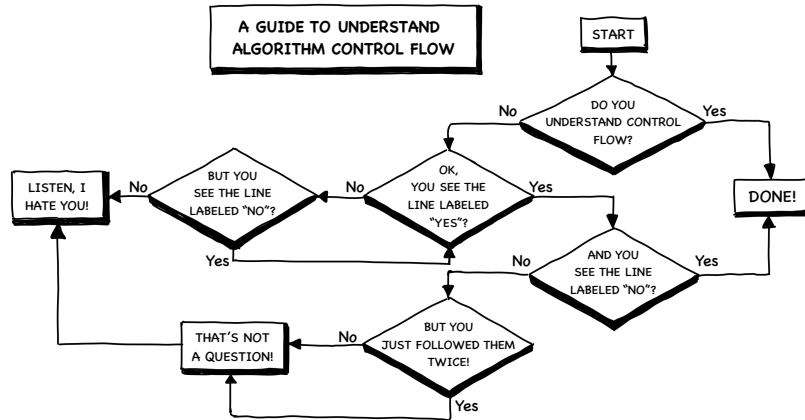 A GUIDE TO UNDERSTAND
ALGORITHM CONTROL FLOW
START
DO YOU
UNDERSTAND CONTROL
FLOW?
No
Yes
OK,
YOU SEE THE
LINE LABELED
"YES"?
No
Yes
BUT YOU
SEE THE LINE
LABELED "NO"?
No
Yes
LISTEN, I
HATE YOU!
DONE!
AND YOU
SEE THE LINE
LABELED "NO"?
No
Yes
BUT YOU
JUST FOLLOWED THEM
TWICE!
No
Yes
THAT'S NOT
A QUESTION!